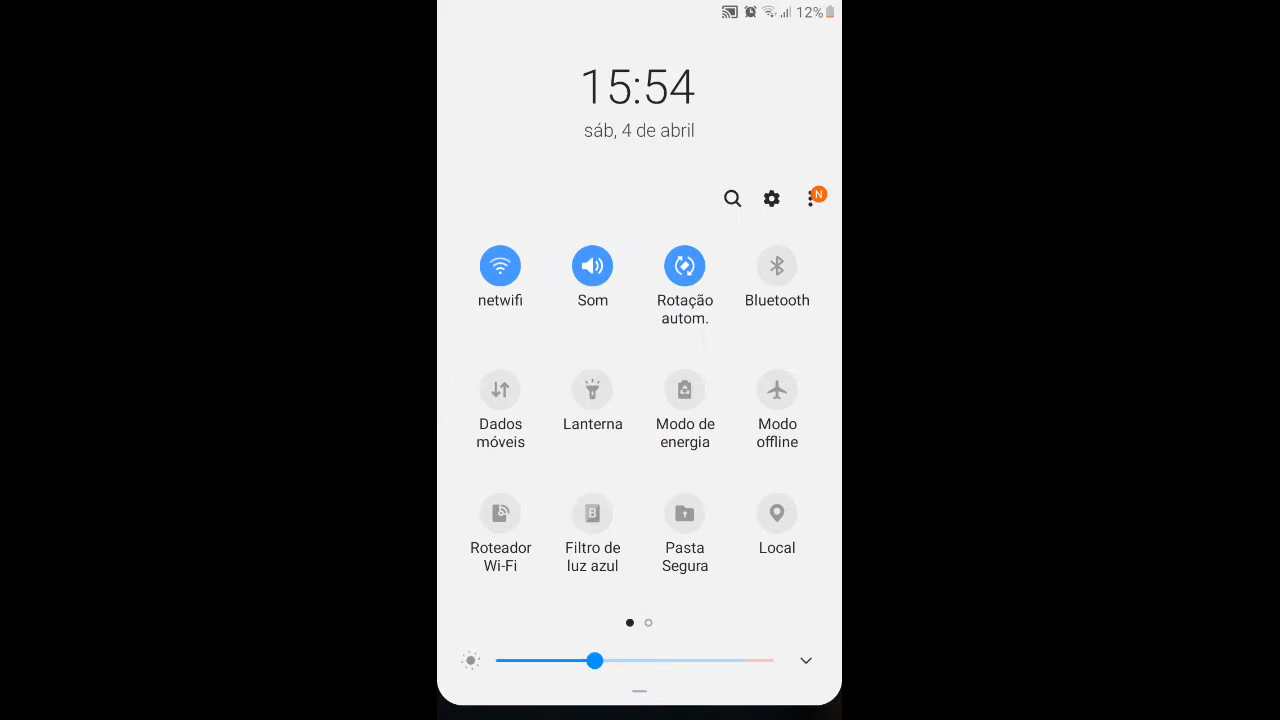 12%
15:54
sáb, 4 de abril
N
netwifi
Som
Rotação
autom.
Bluetooth
Dados
móveis
Lanterna
Modo de
energia
Modo
offline
Roteador
Wi-Fi
B
Filtro de
luz azul
Pasta
Segura
Local